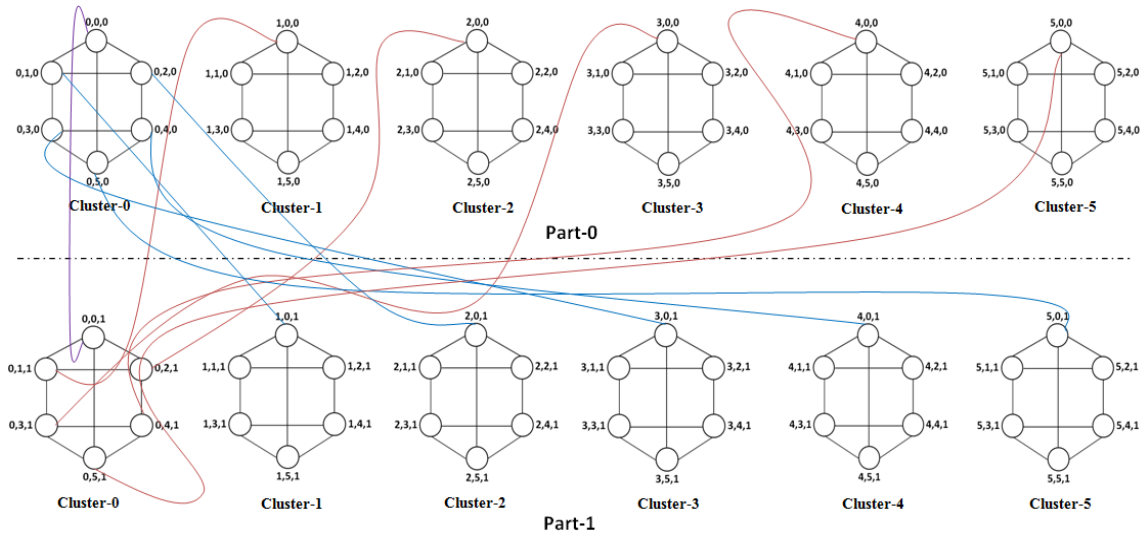 0,0,0 1,0,0 2,0,0 3,0,0 4,0,0 5,0,0
0,1,0 0,2,0 1,1,0 1,2,0 2,1,0 2,2,0 3,1,0 3,2,0 4,1,0 4,2,0 5,1,0 5,2,0
0,3,0 0,4,0 1,3,0 1,4,0 2,3,0 2,4,0 3,3,0 3,4,0 4,3,0 4,4,0 5,3,0 5,4,0
0,5,0 1,5,0 2,5,0 3,5,0 4,5,0 5,5,0
Cluster-0 Cluster-1 Cluster-2 Cluster-3 Cluster-4 Cluster-5
Part-0
0,0,1 1,0,1 2,0,1 3,0,1 4,0,1 5,0,1
0,1,1 0,2,1 1,1,1 1,2,1 2,1,1 2,2,1 3,1,1 3,2,1 4,1,1 4,2,1 5,1,1 5,2,1
0,3,1 0,4,1 1,3,1 1,4,1 2,3,1 2,4,1 3,3,1 3,4,1 4,3,1 4,4,1 5,3,1 5,4,1
0,5,1 1,5,1 2,5,1 3,5,1 4,5,1 5,5,1
Cluster-0 Cluster-1 Cluster-2 Cluster-3 Cluster-4 Cluster-5
Part-1